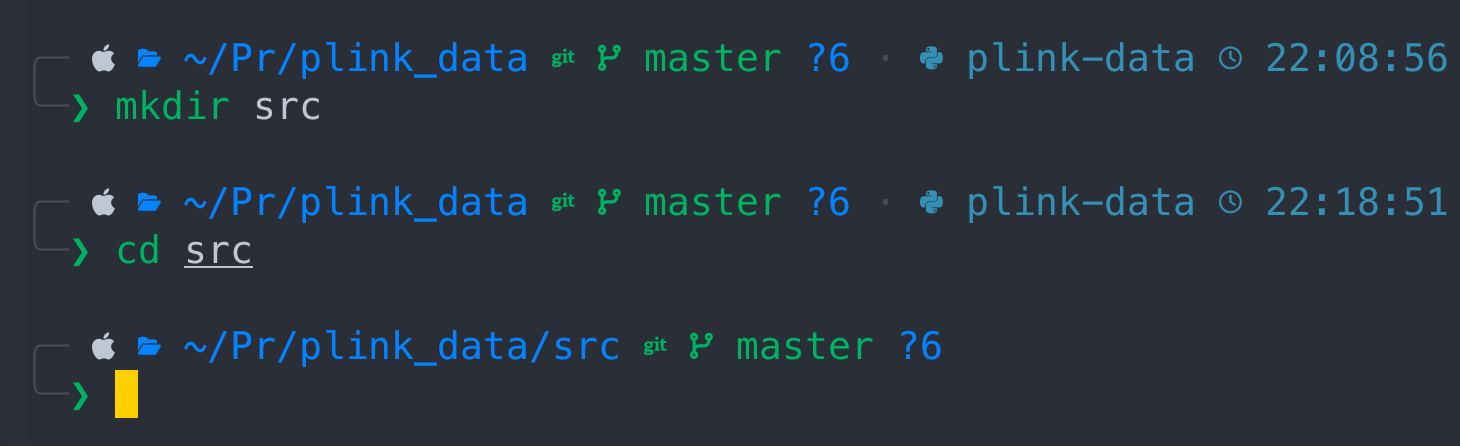 ~/Pr/plink_data git master ?6 · plink-data 22:08:56
❯ mkdir src
~/Pr/plink_data git master ?6 · plink-data 22:18:51
❯ cd src
~/Pr/plink_data/src git master ?6
❯